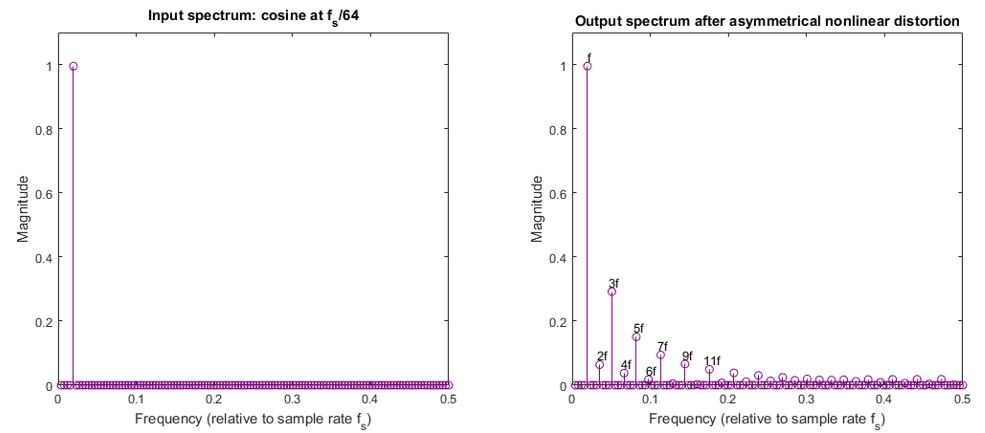 Input spectrum: cosine at fs/64
1
0.8
0.6
0.4
0.2
0
Magnitude
0 0.1 0.2 0.3 0.4 0.5
Frequency (relative to sample rate fs)
Output spectrum after asymmetrical nonlinear distortion
1
0.8
0.6
0.4
0.2
0
Magnitude
f
2f
3f
4f
5f
6f
7f
9f
11f
0 0.1 0.2 0.3 0.4 0.5
Frequency (relative to sample rate fs)